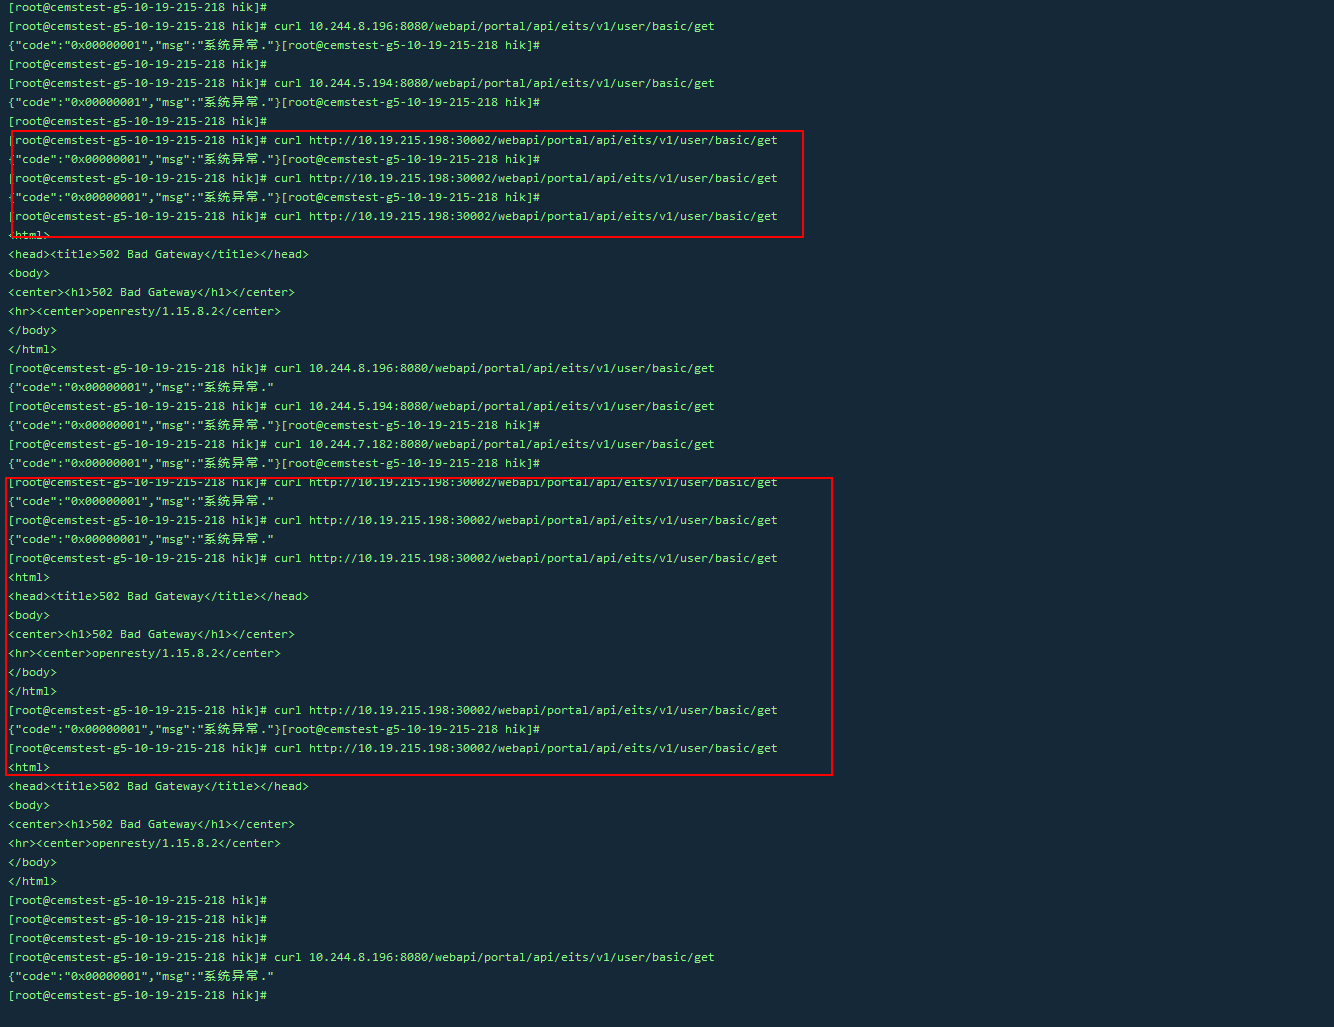 [root@cemstest-g5-10-19-215-218 hik]#
[root@cemstest-g5-10-19-215-218 hik]# curl 10.244.8.196:8080/webapi/portal/api/eits/v1/user/basic/get
{"code":"0x00000001","msg":"系统异常."}[root@cemstest-g5-10-19-215-218 hik]#
[root@cemstest-g5-10-19-215-218 hik]#
[root@cemstest-g5-10-19-215-218 hik]# curl 10.244.5.194:8080/webapi/portal/api/eits/v1/user/basic/get
{"code":"0x00000001","msg":"系统异常."}[root@cemstest-g5-10-19-215-218 hik]#
[root@cemstest-g5-10-19-215-218 hik]#
[root@cemstest-g5-10-19-215-218 hik]# curl http://10.19.215.198:30002/webapi/portal/api/eits/v1/user/basic/get
{"code":"0x00000001","msg":"系统异常."}[root@cemstest-g5-10-19-215-218 hik]#
[root@cemstest-g5-10-19-215-218 hik]# curl http://10.19.215.198:30002/webapi/portal/api/eits/v1/user/basic/get
{"code":"0x00000001","msg":"系统异常."}[root@cemstest-g5-10-19-215-218 hik]#
[root@cemstest-g5-10-19-215-218 hik]# curl http://10.19.215.198:30002/webapi/portal/api/eits/v1/user/basic/get
<html>
<head><title>502 Bad Gateway</title></head>
<body>
<center><h1>502 Bad Gateway</h1></center>
<hr><center>openresty/1.15.8.2</center>
</body>
</html>
[root@cemstest-g5-10-19-215-218 hik]# curl 10.244.8.196:8080/webapi/portal/api/eits/v1/user/basic/get
{"code":"0x00000001","msg":"系统异常."
[root@cemstest-g5-10-19-215-218 hik]# curl 10.244.5.194:8080/webapi/portal/api/eits/v1/user/basic/get
{"code":"0x00000001","msg":"系统异常."}[root@cemstest-g5-10-19-215-218 hik]#
[root@cemstest-g5-10-19-215-218 hik]# curl 10.244.7.182:8080/webapi/portal/api/eits/v1/user/basic/get
{"code":"0x00000001","msg":"系统异常."}[root@cemstest-g5-10-19-215-218 hik]#
[root@cemstest-g5-10-19-215-218 hik]# curl http://10.19.215.198:30002/webapi/portal/api/eits/v1/user/basic/get
{"code":"0x00000001","msg":"系统异常."
[root@cemstest-g5-10-19-215-218 hik]# curl http://10.19.215.198:30002/webapi/portal/api/eits/v1/user/basic/get
{"code":"0x00000001","msg":"系统异常."
[root@cemstest-g5-10-19-215-218 hik]# curl http://10.19.215.198:30002/webapi/portal/api/eits/v1/user/basic/get
<html>
<head><title>502 Bad Gateway</title></head>
<body>
<center><h1>502 Bad Gateway</h1></center>
<hr><center>openresty/1.15.8.2</center>
</body>
</html>
[root@cemstest-g5-10-19-215-218 hik]# curl http://10.19.215.198:30002/webapi/portal/api/eits/v1/user/basic/get
{"code":"0x00000001","msg":"系统异常."}[root@cemstest-g5-10-19-215-218 hik]#
[root@cemstest-g5-10-19-215-218 hik]# curl http://10.19.215.198:30002/webapi/portal/api/eits/v1/user/basic/get
<html>
<head><title>502 Bad Gateway</title></head>
<body>
<center><h1>502 Bad Gateway</h1></center>
<hr><center>openresty/1.15.8.2</center>
</body>
</html>
[root@cemstest-g5-10-19-215-218 hik]#
[root@cemstest-g5-10-19-215-218 hik]#
[root@cemstest-g5-10-19-215-218 hik]#
[root@cemstest-g5-10-19-215-218 hik]# curl 10.244.8.196:8080/webapi/portal/api/eits/v1/user/basic/get
{"code":"0x00000001","msg":"系统异常."
[root@cemstest-g5-10-19-215-218 hik]#